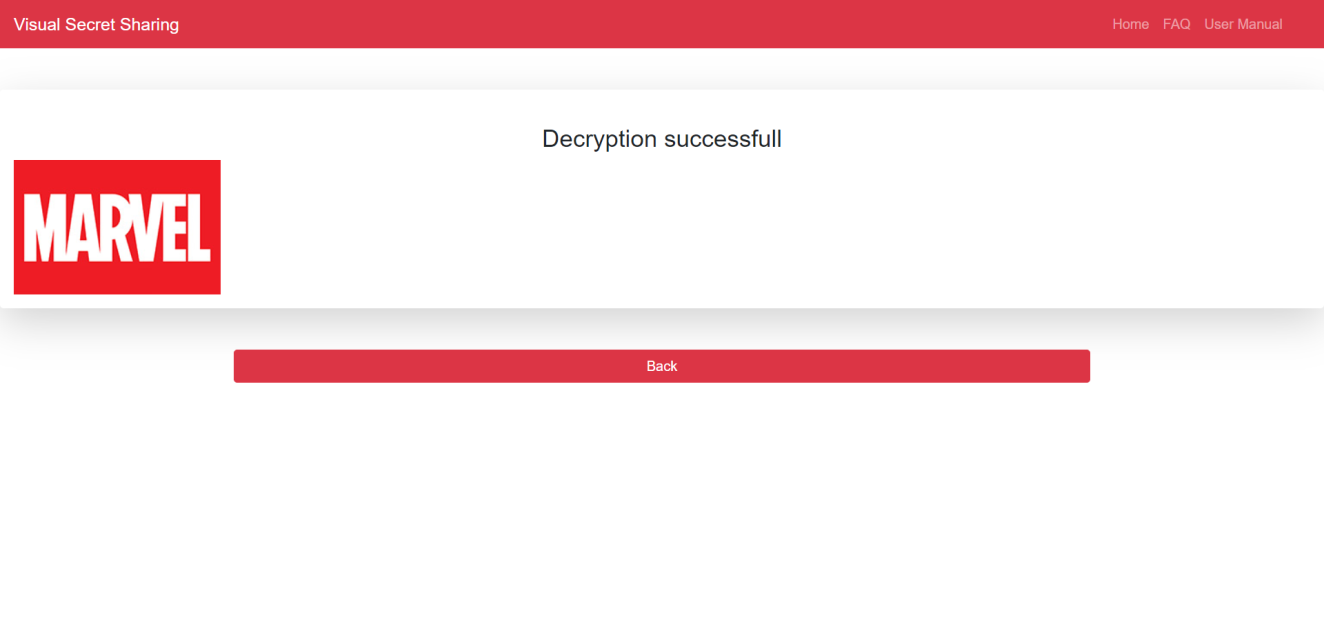 Visual Secret Sharing
Home FAQ User Manual
Decryption successfull
MARVEL
Back